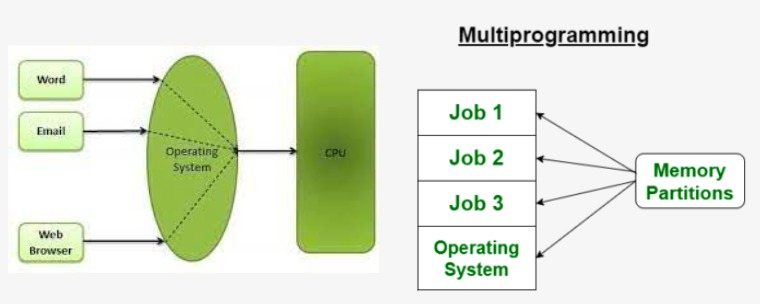 Word
Email
Web
Browser
Operating
System
CPU
Multiprogramming
Job 1
Job 2
Job 3
Operating
System
Memory
Partitions